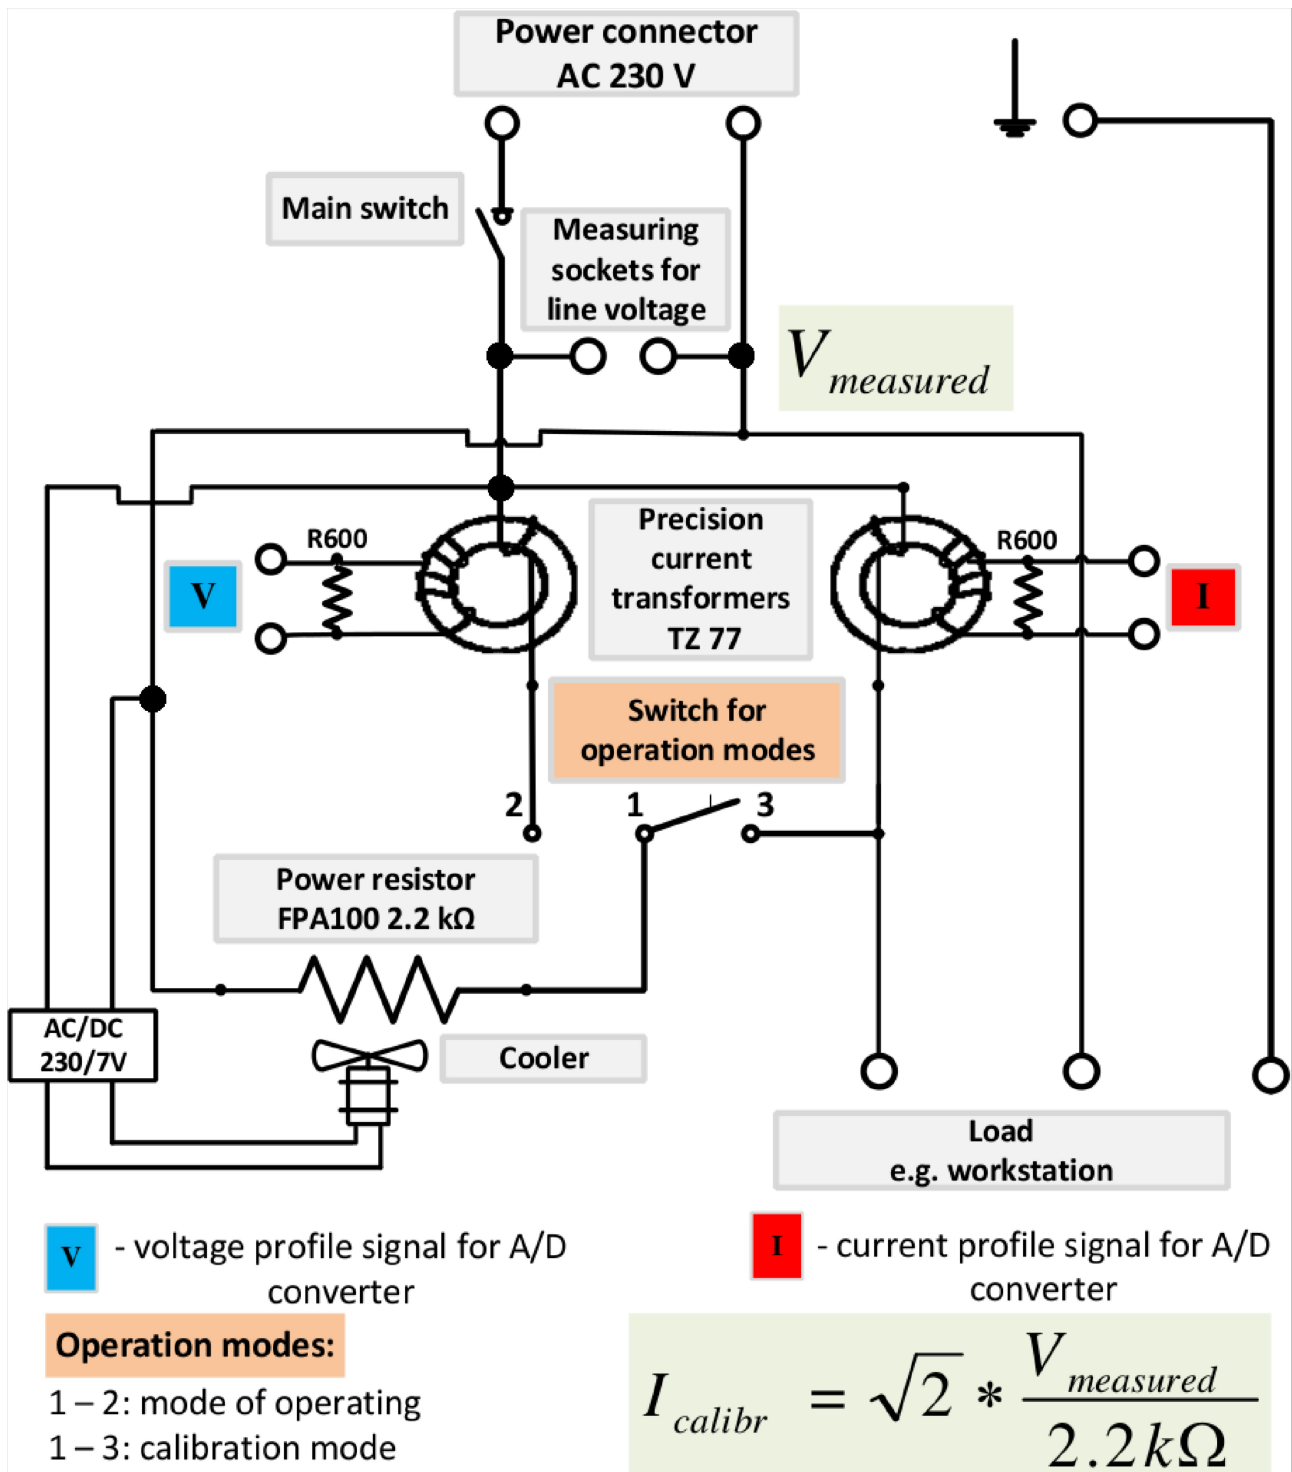 Power connector
AC 230 V
Main switch
Measuring
sockets for
line voltage
V measured
R600
Precision
current
transformers
TZ 77
R600
V
I
Switch for
operation modes
2
1
3
Power resistor
FPA100 2.2 kΩ
AC/DC
230/7V
Cooler
Load
e.g. workstation
V - voltage profile signal for A/D
converter
I - current profile signal for A/D
converter
Operation modes:
1 – 2: mode of operating
1 – 3: calibration mode
I calibr = √2 * V measured / 2.2kΩ